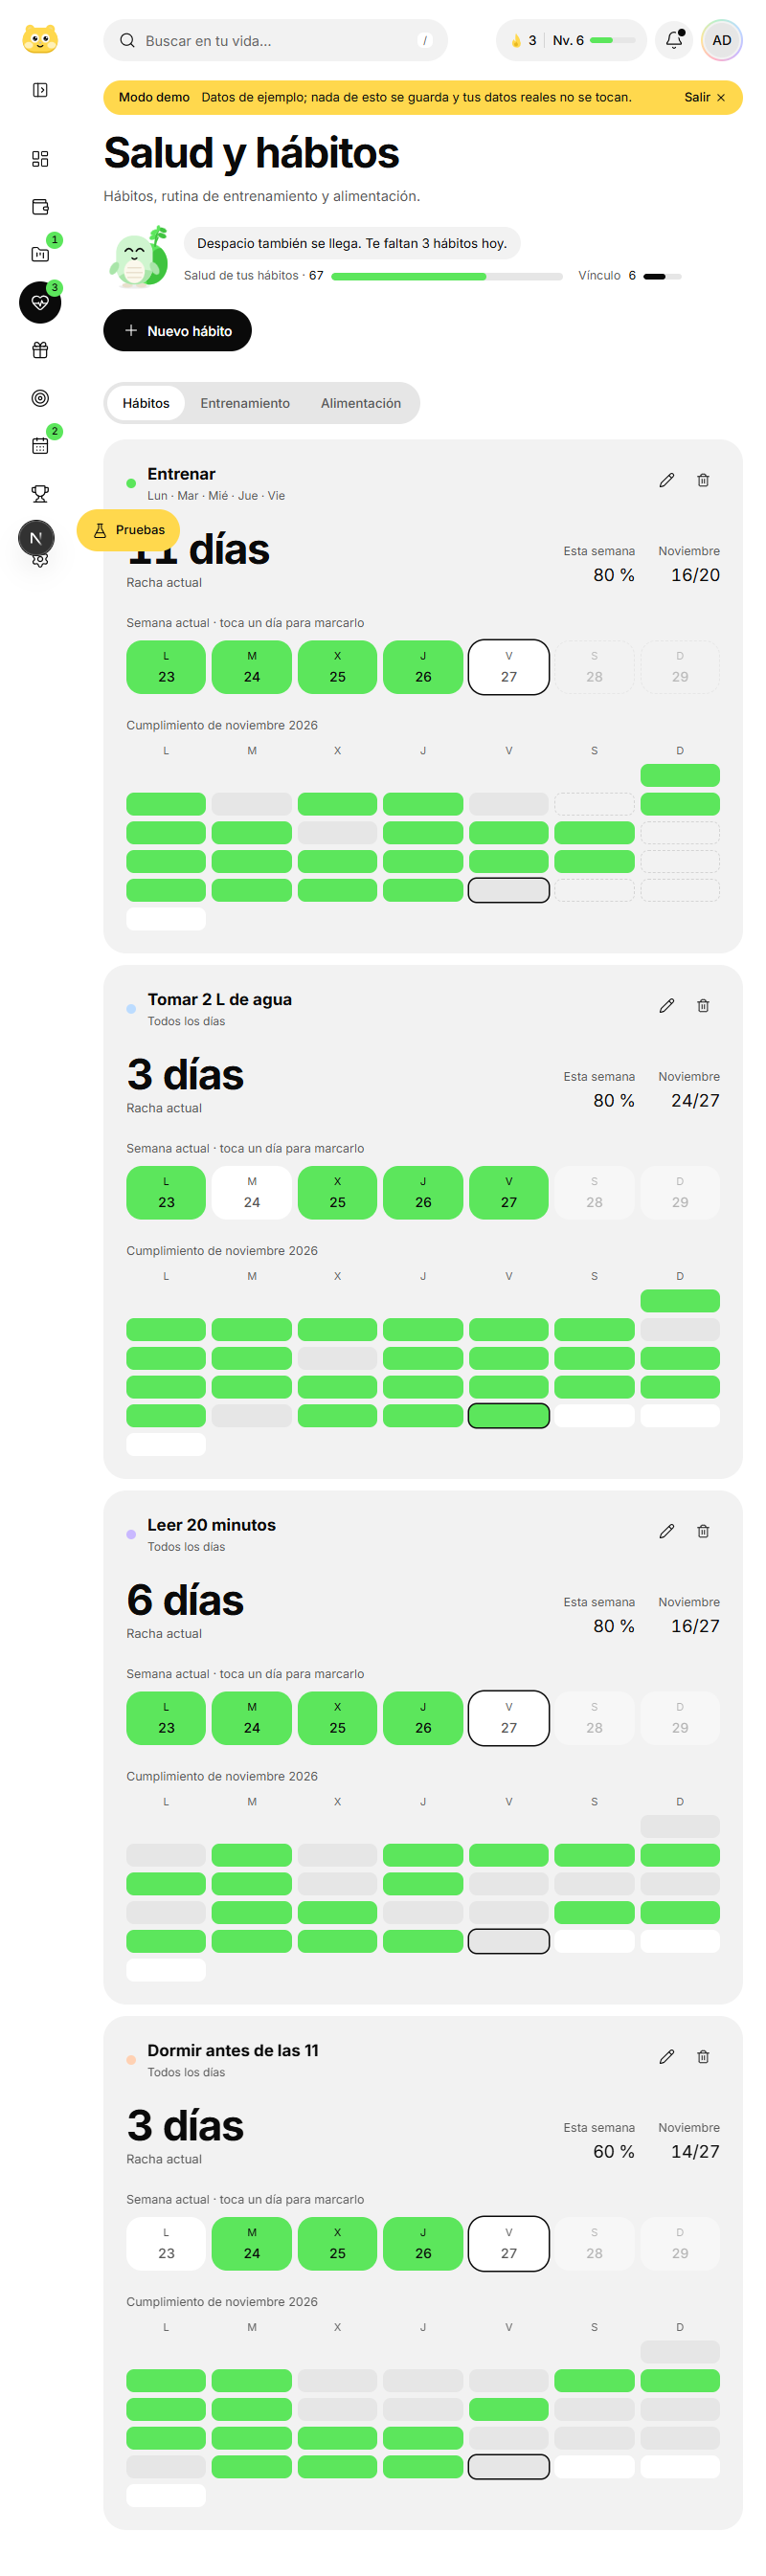 Buscar en tu vida...
/
3
Nv. 6
AD
Modo demo Datos de ejemplo; nada de esto se guarda y tus datos reales no se tocan. Salir
Salud y hábitos
Hábitos, rutina de entrenamiento y alimentación.
1
3
2
N
Despacio también se llega. Te faltan 3 hábitos hoy.
Salud de tus hábitos · 67
Vínculo 6
Nuevo hábito
Hábitos Entrenamiento Alimentación
Entrenar
Lun · Mar · Mié · Jue · Vie
Pruebas
11 días
Racha actual
Esta semana Noviembre
80 % 16/20
Semana actual · toca un día para marcarlo
L M X J V S D
23 24 25 26 27 28 29
Cumplimiento de noviembre 2026
L M X J V S D
Tomar 2 L de agua
Todos los días
3 días
Racha actual
Esta semana Noviembre
80 % 24/27
Semana actual · toca un día para marcarlo
L M X J V S D
23 24 25 26 27 28 29
Cumplimiento de noviembre 2026
L M X J V S D
Leer 20 minutos
Todos los días
6 días
Racha actual
Esta semana Noviembre
80 % 16/27
Semana actual · toca un día para marcarlo
L M X J V S D
23 24 25 26 27 28 29
Cumplimiento de noviembre 2026
L M X J V S D
Dormir antes de las 11
Todos los días
3 días
Racha actual
Esta semana Noviembre
60 % 14/27
Semana actual · toca un día para marcarlo
L M X J V S D
23 24 25 26 27 28 29
Cumplimiento de noviembre 2026
L M X J V S D